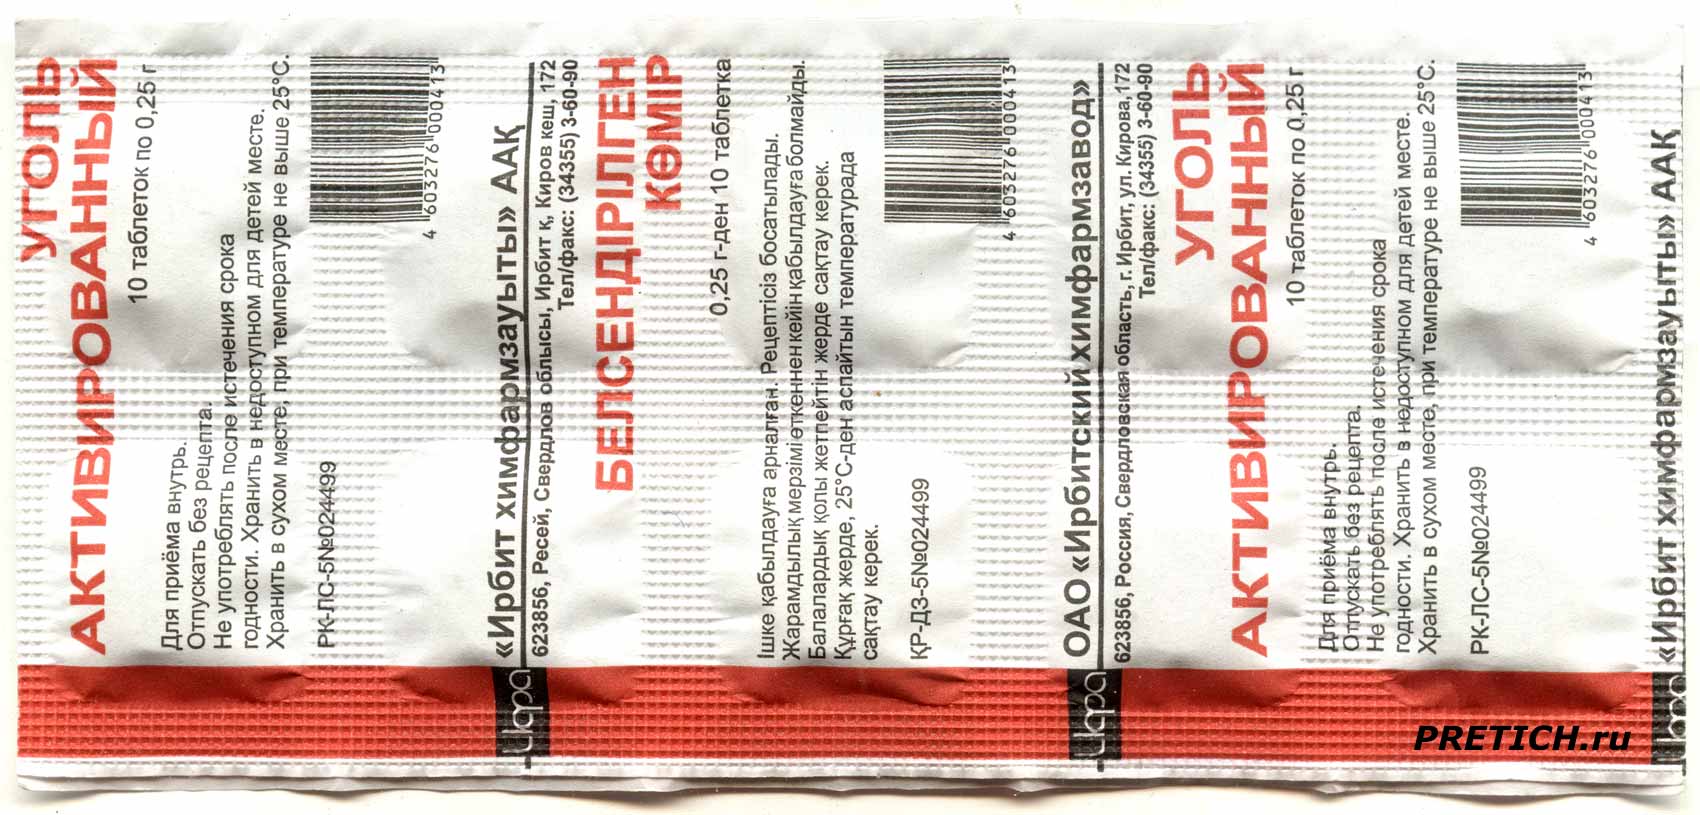 УГОЛЬ
АКТИВИРОВАННЫЙ
10 таблеток по 0,25 г
Для приёма внутрь.
Отпускать без рецепта.
Не употреблять после истечения срока
годности. Хранить в недоступном для детей месте.
Хранить в сухом месте, при температуре не выше 25°С.
РК-ЛС-5№024499
4 603276 000413
ИХФЗ
«Ирбит химфармзауыты» ААҚ
623856, Ресей, Свердлов облысы, Ирбит қ, Киров кеш, 172
Тел/факс: (34355) 3-60-90
БЕЛСЕНДІРІЛГЕН
КӨМІР
0,25 г-ден 10 таблетка
Ішке қабылдауға арналған. Рецептісіз босатылады.
Жарамдылық мерзімі өткеннен кейін қабылдауға болмайды.
Балалардың қолы жетпейтін жерде сақтау керек.
Құрғақ жерде, 25°С-ден аспайтын температурада
сақтау керек.
ҚР-ДЗ-5№024499
4 603276 000413
ИХФЗ
ОАО «Ирбитский химфармзавод»
623856, Россия, Свердловская область, г. Ирбит, ул. Кирова, 172
Тел/факс: (34355) 3-60-90
УГОЛЬ
АКТИВИРОВАННЫЙ
10 таблеток по 0,25 г
Для приёма внутрь.
Отпускать без рецепта.
Не употреблять после истечения срока
годности. Хранить в недоступном для детей месте.
Хранить в сухом месте, при температуре не выше 25°С.
РК-ЛС-5№024499
4 603276 000413
ИХФЗ
«Ирбит химфармзауыты» ААҚ
PRETICH.ru